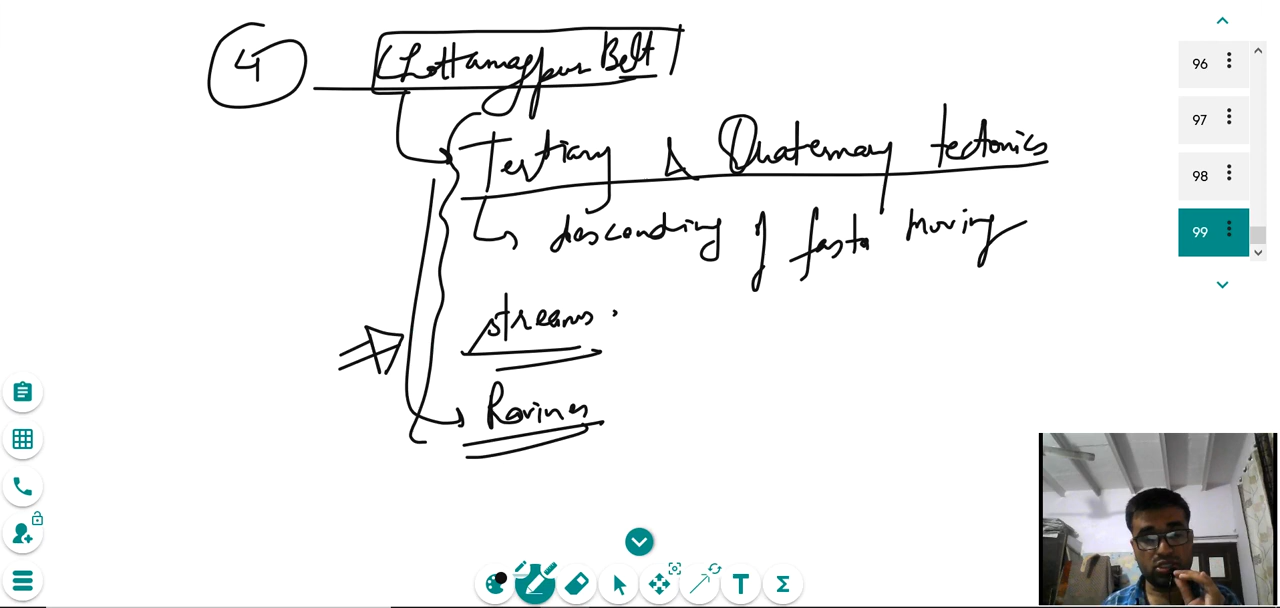 4 Chottanagpur Belt
Tertiary & Quaternary tectonics
descending of faster moving
streams.
Ravines
96
97
98
99
T
Σ